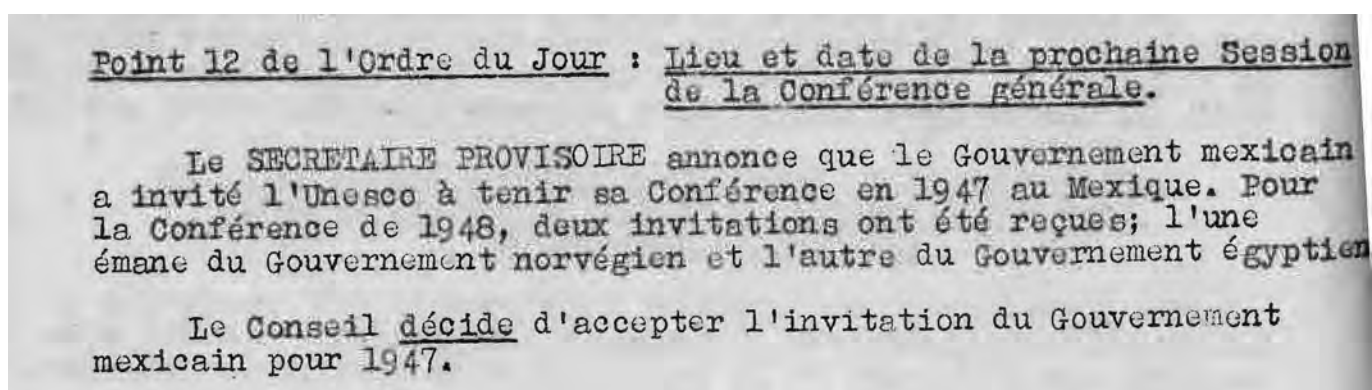 Point 12 de l'Ordre du Jour : Lieu et date de la prochaine Session
de la Conférence générale.
Le SECRETAIRE PROVISOIRE annonce que le Gouvernement mexicain
a invité l'Unesco à tenir sa Conférence en 1947 au Mexique. Pour
la Conférence de 1948, deux invitations ont été reçues; l'une
émane du Gouvernement norvégien et l'autre du Gouvernement égyptien
Le Conseil décide d'accepter l'invitation du Gouvernement
mexicain pour 1947.